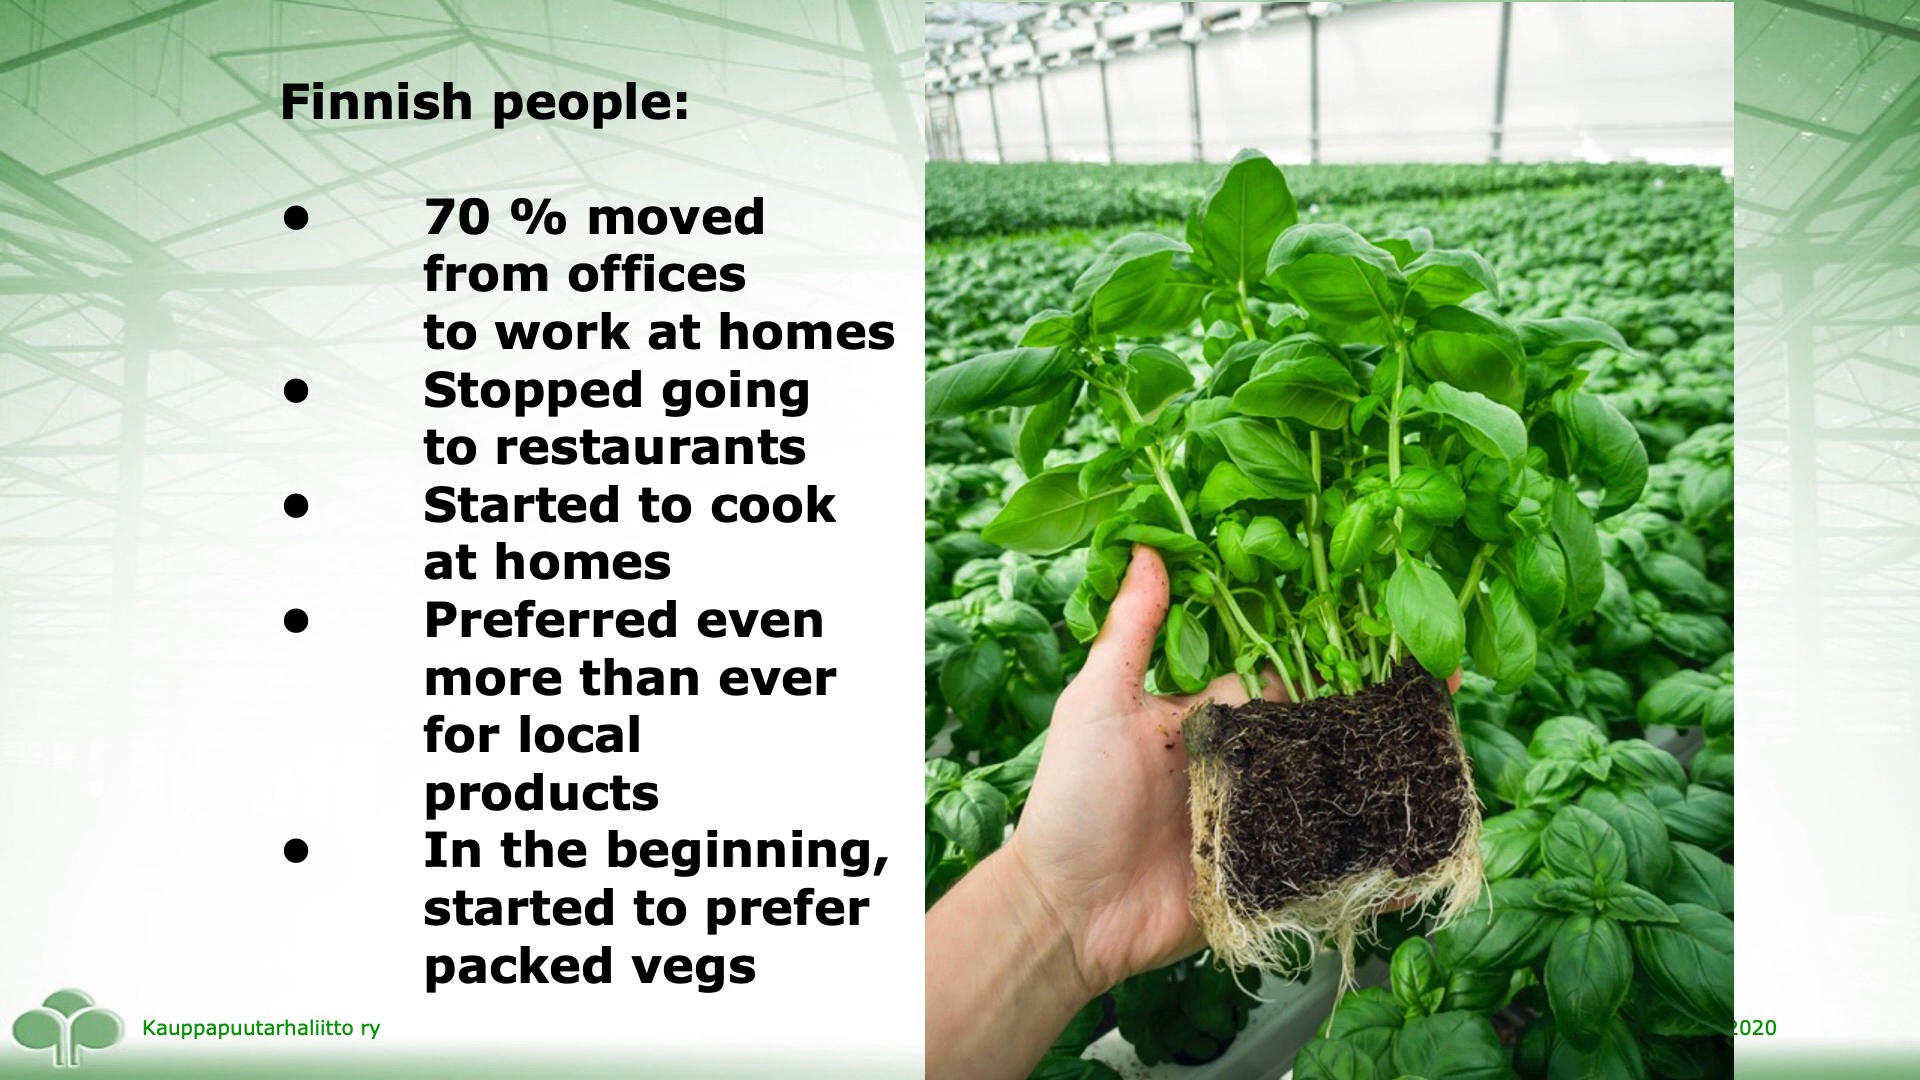 Finnish people:
● 70 % moved
from offices
to work at homes
● Stopped going
to restaurants
● Started to cook
at homes
● Preferred even
more than ever
for local
products
● In the beginning,
started to prefer
packed vegs
Kauppapuutarhaliitto ry
2020